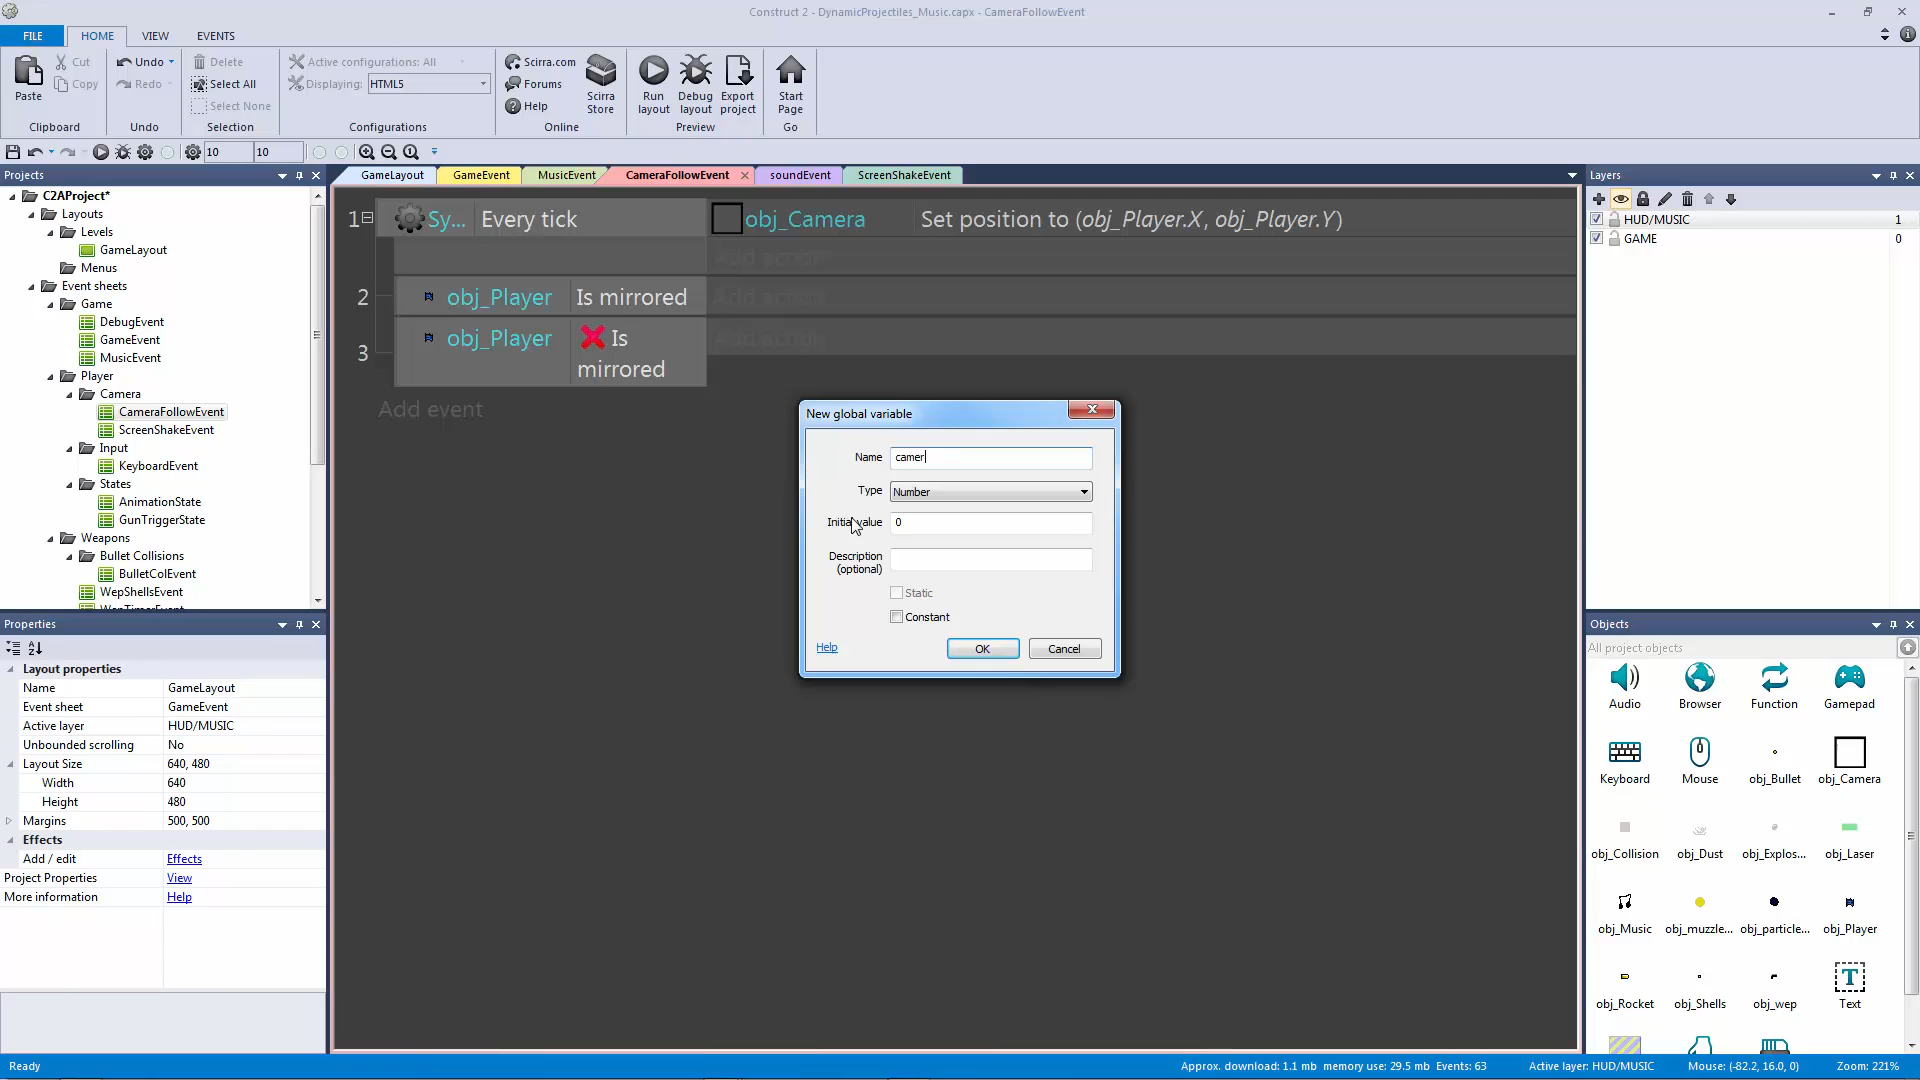 Construct 2 - DynamicProjectiles_Music.capx - CameraFollowEvent
FILE HOME VIEW EVENTS
Paste
Cut
Copy
Clipboard
Undo
Redo
Undo
Delete
Select All
Select None
Selection
Active configurations: All
Displaying: HTML5
Configurations
Scirra.com
Forums
Help
Scirra Store
Online
Run layout
Debug layout
Export project
Preview
Start Page
Go
10 10
Projects
C2AProject*
Layouts
Levels
GameLayout
Menus
Event sheets
Game
DebugEvent
GameEvent
MusicEvent
Player
Camera
CameraFollowEvent
ScreenShakeEvent
Input
KeyboardEvent
States
AnimationState
GunTriggerState
Weapons
Bullet Collisions
BulletColEvent
WepShellsEvent
WepTimerEvent
Properties
Layout properties
Name GameLayout
Event sheet GameEvent
Active layer HUD/MUSIC
Unbounded scrolling No
Layout Size 640, 480
Width 640
Height 480
Margins 500, 500
Effects
Add / edit Effects
Project Properties View
More information Help
GameLayout GameEvent MusicEvent CameraFollowEvent soundEvent ScreenShakeEvent
1 Sy... Every tick obj_Camera Set position to (obj_Player.X, obj_Player.Y)
Add action
2 obj_Player Is mirrored Add action
3 obj_Player Is mirrored Add action
Add event
New global variable
Name camer
Type Number
Initial value 0
Description (optional)
Static
Constant
Help OK Cancel
Layers
HUD/MUSIC 1
GAME 0
Objects
All project objects
Audio Browser Function Gamepad
Keyboard Mouse obj_Bullet obj_Camera
obj_Collision obj_Dust obj_Explos... obj_Laser
obj_Music obj_muzzle... obj_particle... obj_Player
obj_Rocket obj_Shells obj_wep Text
Ready Approx. download: 1.1 mb memory use: 29.5 mb Events: 63 Active layer: HUD/MUSIC Mouse: (-82.2, 16.0, 0) Zoom: 221%